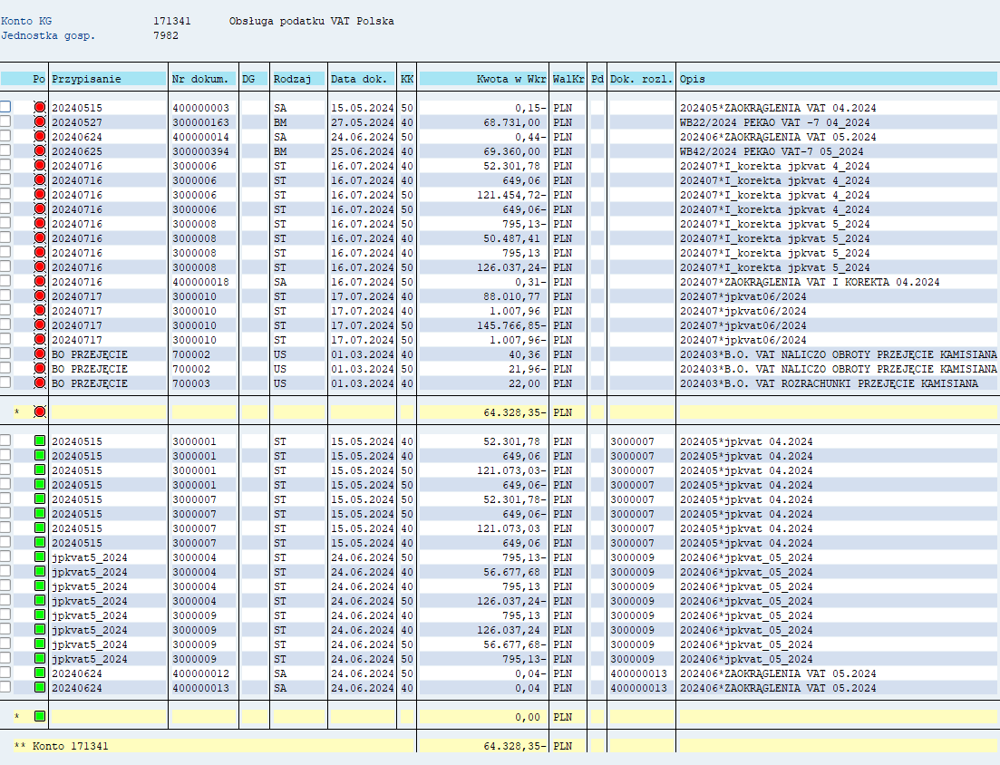 Konto KG 171341 Obsługa podatku VAT Polska
Jednostka gosp. 7982
Po Przypisanie Nr dokum. DG Rodzaj Data dok. KK Kwota w Wkr WalKr Pd Dok. rozl. Opis
20240515 400000003 SA 15.05.2024 50 0,15- PLN 202405*ZAOKRĄGLENIA VAT 04.2024
20240527 300000163 BM 27.05.2024 40 68.731,00 PLN WB22/2024 PEKAO VAT -7 04_2024
20240624 400000014 SA 24.06.2024 50 0,44- PLN 202406*ZAOKRĄGLENIA VAT 05.2024
20240625 300000394 BM 25.06.2024 40 69.360,00 PLN WB42/2024 PEKAO VAT-7 05_2024
20240716 3000006 ST 16.07.2024 40 52.301,78 PLN 202407*I_korekta jpkvat 4_2024
20240716 3000006 ST 16.07.2024 40 649,06 PLN 202407*I_korekta jpkvat 4_2024
20240716 3000006 ST 16.07.2024 50 121.454,72- PLN 202407*I_korekta jpkvat 4_2024
20240716 3000006 ST 16.07.2024 50 649,06- PLN 202407*I_korekta jpkvat 4_2024
20240716 3000008 ST 16.07.2024 50 795,13- PLN 202407*I_korekta jpkvat 5_2024
20240716 3000008 ST 16.07.2024 40 50.487,41 PLN 202407*I_korekta jpkvat 5_2024
20240716 3000008 ST 16.07.2024 40 795,13 PLN 202407*I_korekta jpkvat 5_2024
20240716 3000008 ST 16.07.2024 50 126.037,24- PLN 202407*I_korekta jpkvat 5_2024
20240716 400000018 SA 16.07.2024 50 0,31- PLN 202407*ZAOKRĄGLENIA VAT I KOREKTA 04.2024
20240717 3000010 ST 17.07.2024 40 88.010,77 PLN 202407*jpkvat06/2024
20240717 3000010 ST 17.07.2024 40 1.007,96 PLN 202407*jpkvat06/2024
20240717 3000010 ST 17.07.2024 50 145.766,85- PLN 202407*jpkvat06/2024
20240717 3000010 ST 17.07.2024 50 1.007,96- PLN 202407*jpkvat06/2024
BO PRZEJĘCIE 700002 US 01.03.2024 40 40,36 PLN 202403*B.O. VAT NALICZO OBROTY PRZEJĘCIE KAMISIANA
BO PRZEJĘCIE 700002 US 01.03.2024 50 21,96- PLN 202403*B.O. VAT NALICZO OBROTY PRZEJĘCIE KAMISIANA
BO PRZEJĘCIE 700003 US 01.03.2024 40 22,00 PLN 202403*B.O. VAT ROZRACHUNKI PRZEJĘCIE KAMISIANA
* 64.328,35- PLN
20240515 3000001 ST 15.05.2024 40 52.301,78 PLN 3000007 202405*jpkvat 04.2024
20240515 3000001 ST 15.05.2024 40 649,06 PLN 3000007 202405*jpkvat 04.2024
20240515 3000001 ST 15.05.2024 50 121.073,03- PLN 3000007 202405*jpkvat 04.2024
20240515 3000001 ST 15.05.2024 50 649,06- PLN 3000007 202405*jpkvat 04.2024
20240515 3000007 ST 15.05.2024 50 52.301,78- PLN 3000007 202405*jpkvat 04.2024
20240515 3000007 ST 15.05.2024 50 649,06- PLN 3000007 202405*jpkvat 04.2024
20240515 3000007 ST 15.05.2024 40 121.073,03 PLN 3000007 202405*jpkvat 04.2024
20240515 3000007 ST 15.05.2024 40 649,06 PLN 3000007 202405*jpkvat 04.2024
jpkvat5_2024 3000004 ST 24.06.2024 50 795,13- PLN 3000009 202406*jpkvat_05_2024
jpkvat5_2024 3000004 ST 24.06.2024 40 56.677,68 PLN 3000009 202406*jpkvat_05_2024
jpkvat5_2024 3000004 ST 24.06.2024 40 795,13 PLN 3000009 202406*jpkvat_05_2024
jpkvat5_2024 3000004 ST 24.06.2024 50 126.037,24- PLN 3000009 202406*jpkvat_05_2024
jpkvat5_2024 3000009 ST 24.06.2024 40 795,13 PLN 3000009 202406*jpkvat_05_2024
jpkvat5_2024 3000009 ST 24.06.2024 40 126.037,24 PLN 3000009 202406*jpkvat_05_2024
jpkvat5_2024 3000009 ST 24.06.2024 50 56.677,68- PLN 3000009 202406*jpkvat_05_2024
jpkvat5_2024 3000009 ST 24.06.2024 50 795,13- PLN 3000009 202406*jpkvat_05_2024
20240624 400000012 SA 24.06.2024 50 0,04- PLN 400000013 202406*ZAOKRĄGLENIA VAT 05.2024
20240624 400000013 SA 24.06.2024 40 0,04 PLN 400000013 202406*ZAOKRĄGLENIA VAT 05.2024
* 0,00 PLN
** Konto 171341 64.328,35- PLN